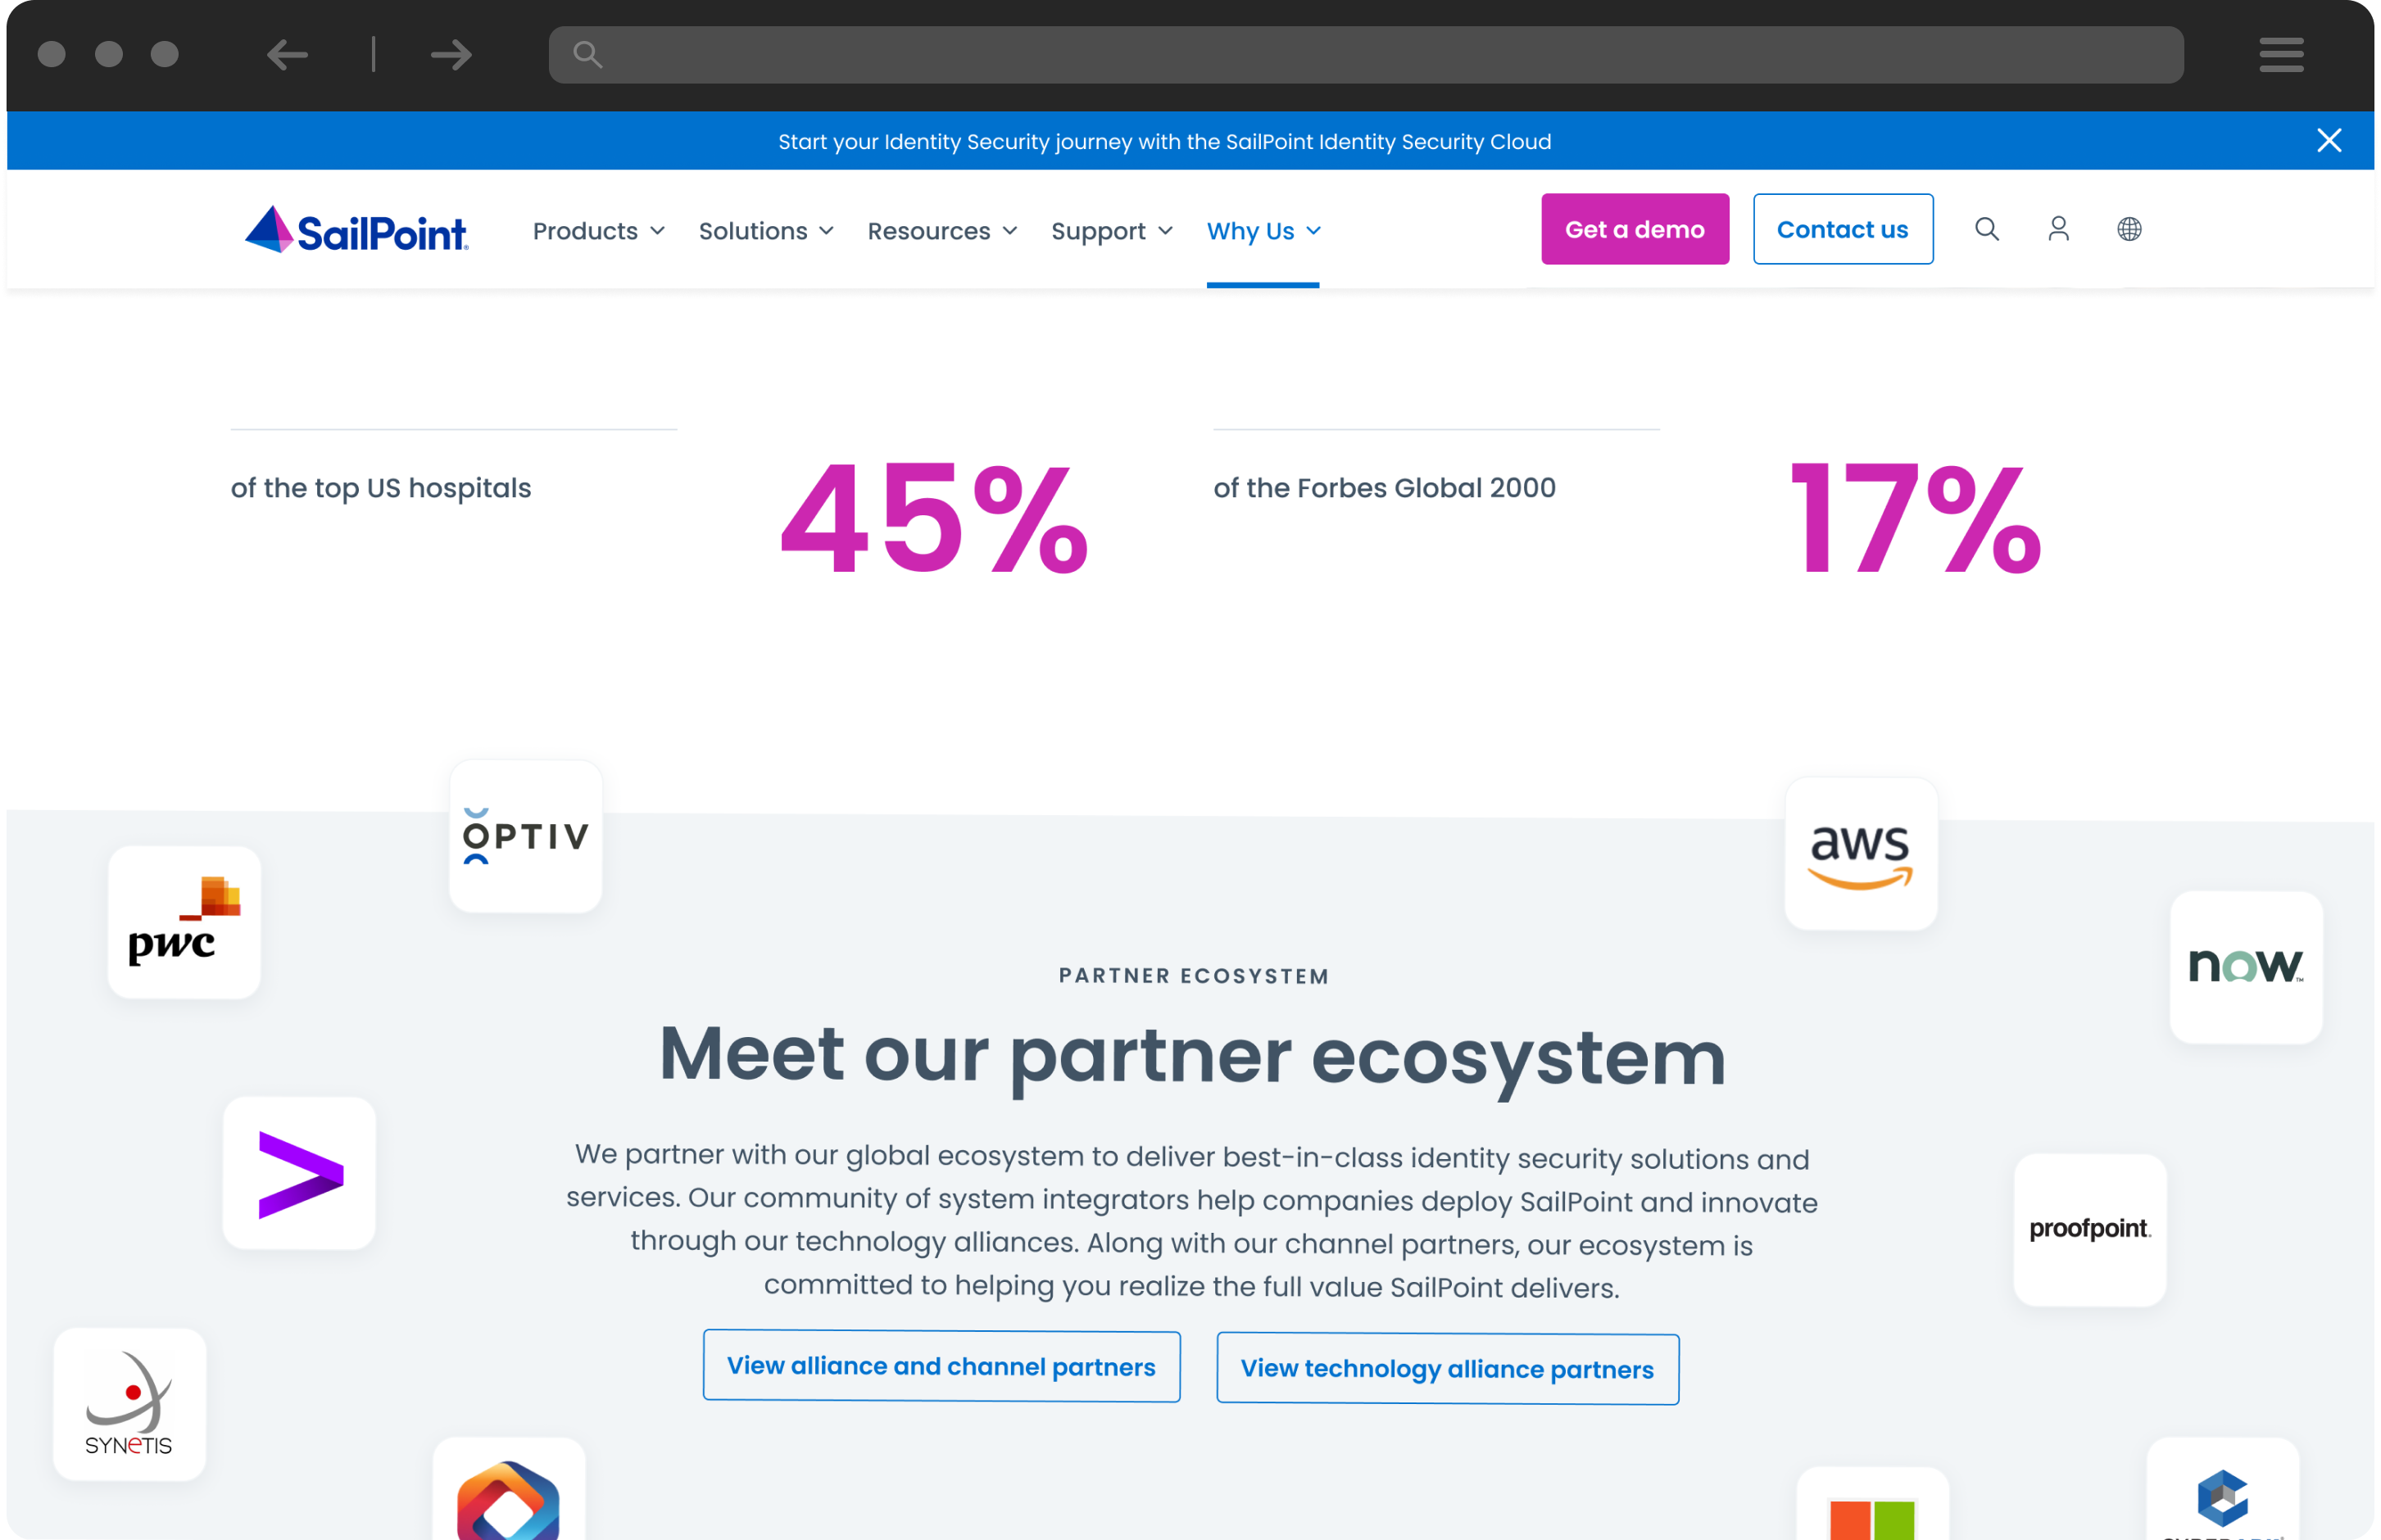 Start your Identity Security journey with the SailPoint Identity Security Cloud
SailPoint
Products
Solutions
Resources
Support
Why Us
Get a demo
Contact us
of the top US hospitals
45%
of the Forbes Global 2000
17%
OPTIV
aws
pwc
now
PARTNER ECOSYSTEM
Meet our partner ecosystem
We partner with our global ecosystem to deliver best-in-class identity security solutions and
services. Our community of system integrators help companies deploy SailPoint and innovate
through our technology alliances. Along with our channel partners, our ecosystem is
committed to helping you realize the full value SailPoint delivers.
proofpoint.
View alliance and channel partners
View technology alliance partners
SYNeTIS